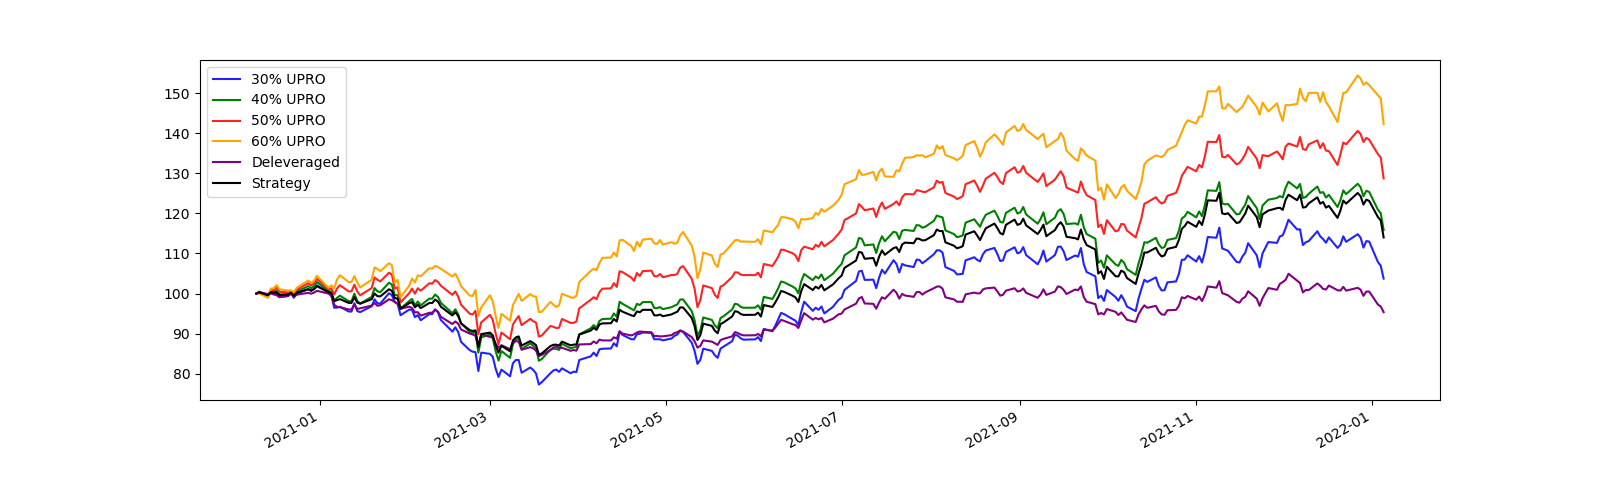 30% UPRO
40% UPRO
50% UPRO
60% UPRO
Deleveraged
Strategy
150
140
130
120
110
100
90
80
2021-01
2021-03
2021-05
2021-07
2021-09
2021-11
2022-01